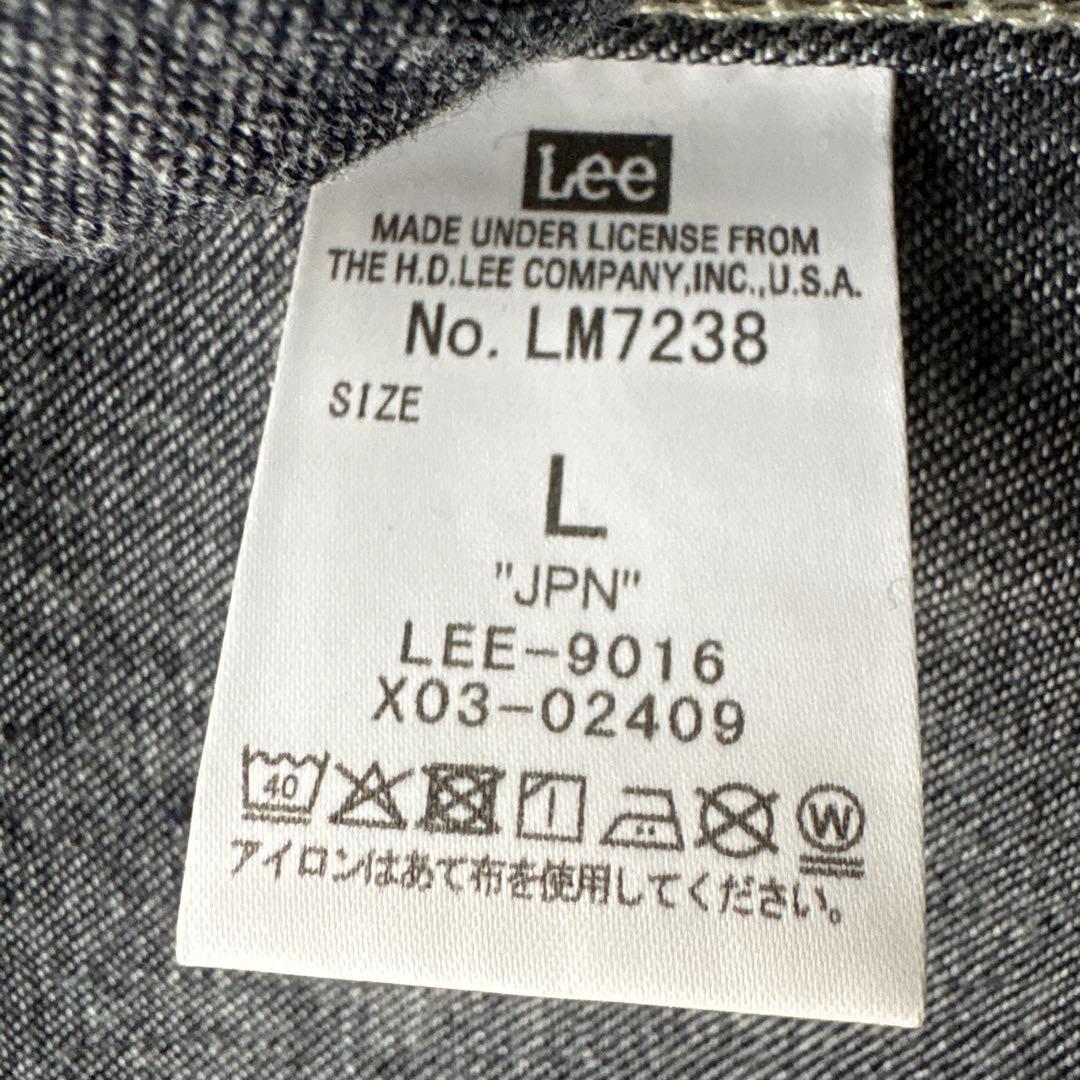 Lee
MADE UNDER LICENSE FROM
THE H.D.LEE COMPANY,INC.,U.S.A.
No. LM7238
SIZE
L
"JPN"
LEE-9016
X03-02409
40 W
アイロンはあて布を使用してください。